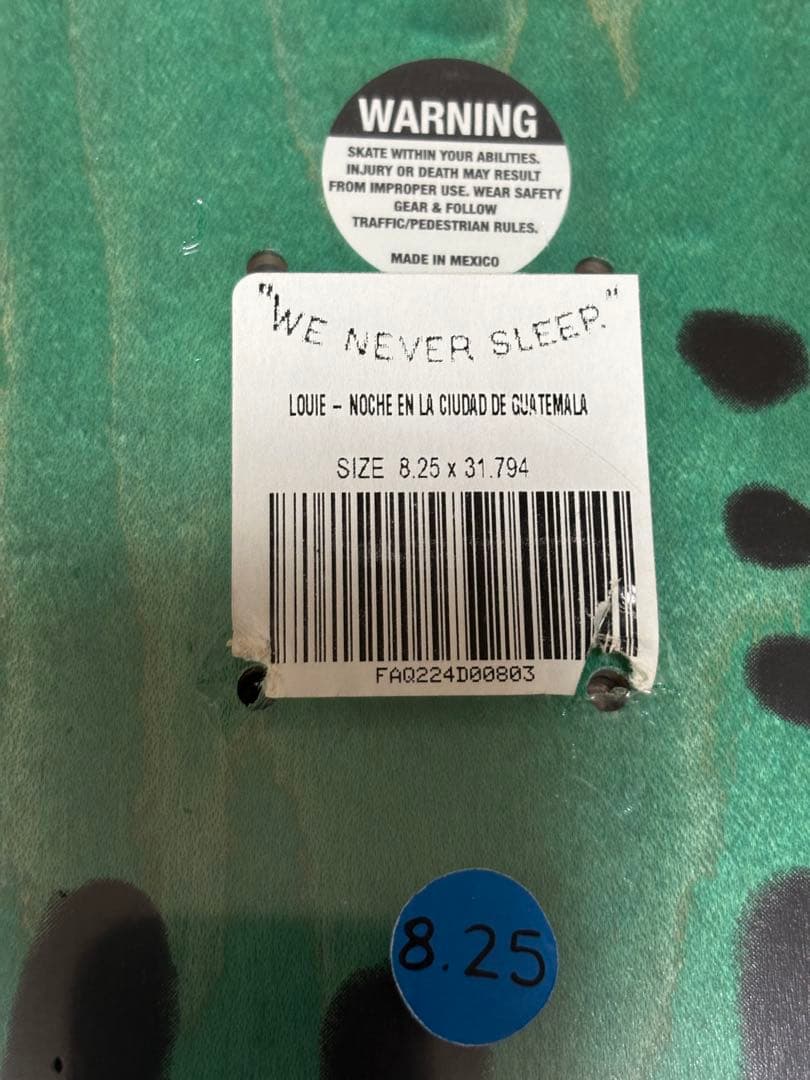 WARNING
SKATE WITHIN YOUR ABILITIES.
INJURY OR DEATH MAY RESULT
FROM IMPROPER USE. WEAR SAFETY
GEAR & FOLLOW
TRAFFIC/PEDESTRIAN RULES.
MADE IN MEXICO
"WE NEVER SLEEP."
LOUIE – NOCHE EN LA CIUDAD DE GUATEMALA
SIZE 8.25 x 31.794
FAQ224D00803
8.25